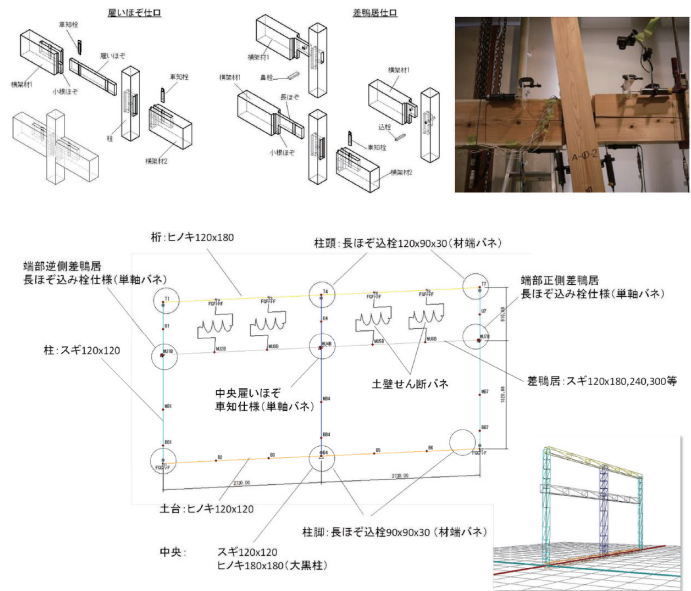 雇いほぞ仕口
差鴨居仕口
車知栓
雇いほぞ
横架材1
小根ほぞ
柱
車知栓
横架材2
横架材1
鼻栓
横架材1
長ほぞ
小根ほぞ
横架材1
込栓
車知栓
横架材2
A-Ф-2
桁:ヒノキ120x180
柱頭:長ほぞ込栓120x90x30(材端バネ)
端部逆側差鴨居
長ほぞ込み栓仕様(単軸バネ)
端部正側差鴨居
長ほぞ込み栓仕様(単軸バネ)
柱:スギ120x120
中央雇いほぞ
車知仕様(単軸バネ)
土壁せん断バネ
差鴨居:スギ120x180,240,300等
2730.00
2730.00
土台:ヒノキ120x120
柱脚:長ほぞ込栓90x90x30(材端バネ)
中央:
スギ120x120
ヒノキ180x180(大黒柱)